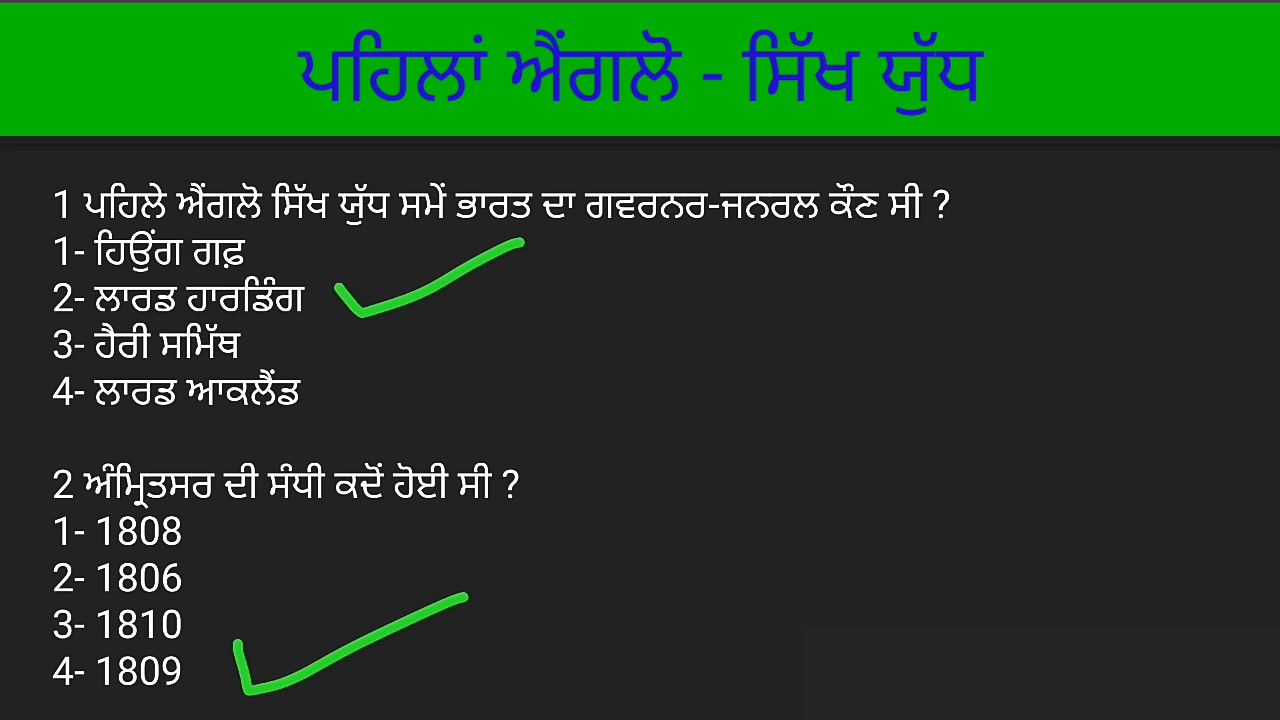 ਪਹਿਲਾਂ ਐਂਗਲੋ - ਸਿੱਖ ਯੁੱਧ
1 ਪਹਿਲੇ ਐਂਗਲੋ ਸਿੱਖ ਯੁੱਧ ਸਮੇਂ ਭਾਰਤ ਦਾ ਗਵਰਨਰ-ਜਨਰਲ ਕੌਣ ਸੀ ?
1- ਹਿਉਂਗ ਗਫ਼
2- ਲਾਰਡ ਹਾਰਡਿੰਗ
3- ਹੈਰੀ ਸਮਿੱਥ
4- ਲਾਰਡ ਆਕਲੈਂਡ
2 ਅੰਮ੍ਰਿਤਸਰ ਦੀ ਸੰਧੀ ਕਦੋਂ ਹੋਈ ਸੀ ?
1- 1808
2- 1806
3- 1810
4- 1809